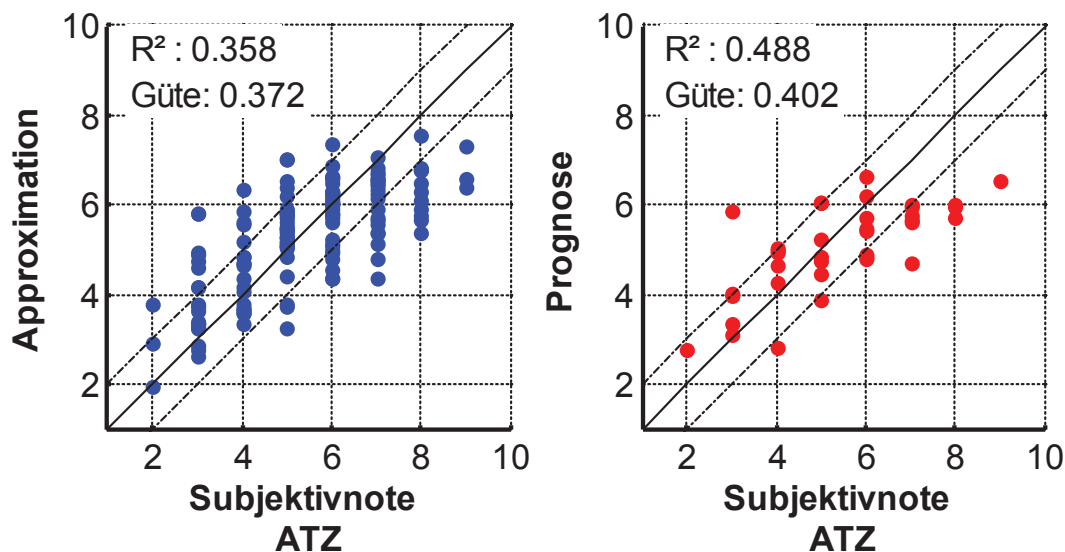 R² : 0.358
Güte: 0.372
10
8
6
4
2
Approximation
2 4 6 8 10
Subjektivnote
ATZ
R² : 0.488
Güte: 0.402
10
8
6
4
2
Prognose
2 4 6 8 10
Subjektivnote
ATZ